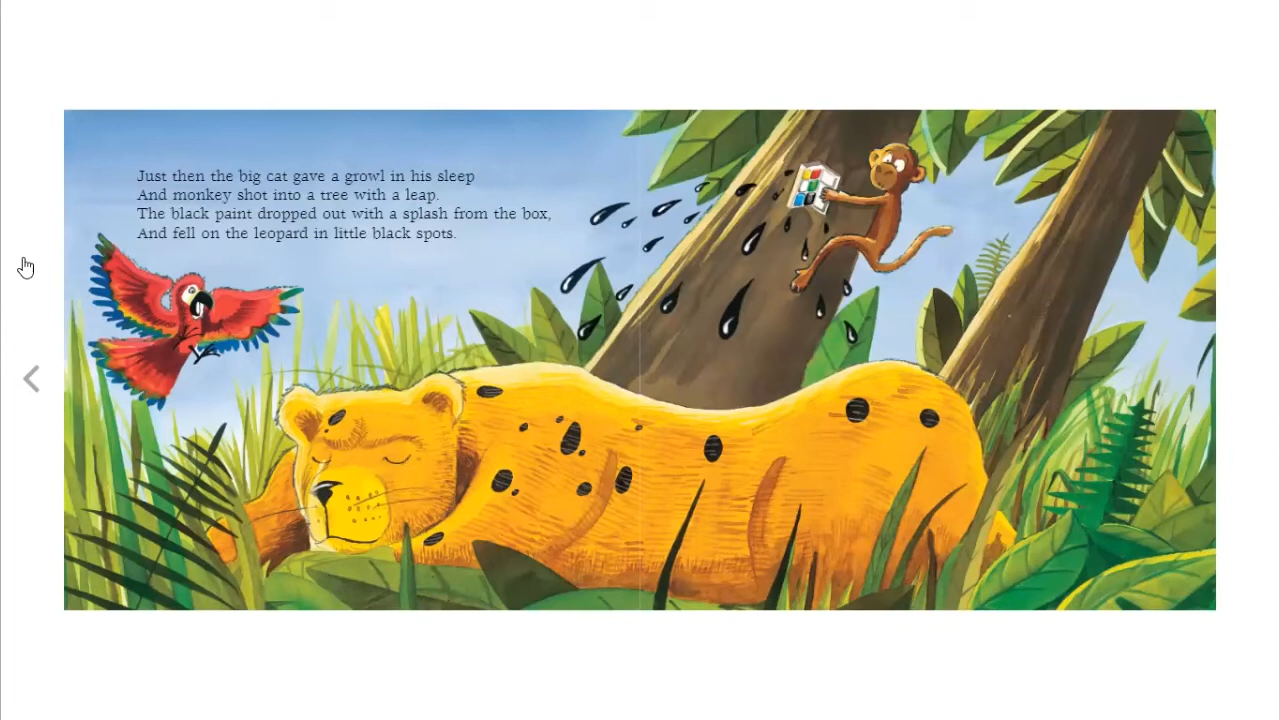 Just then the big cat gave a growl in his sleep
And monkey shot into a tree with a leap.
The black paint dropped out with a splash from the box,
And fell on the leopard in little black spots.